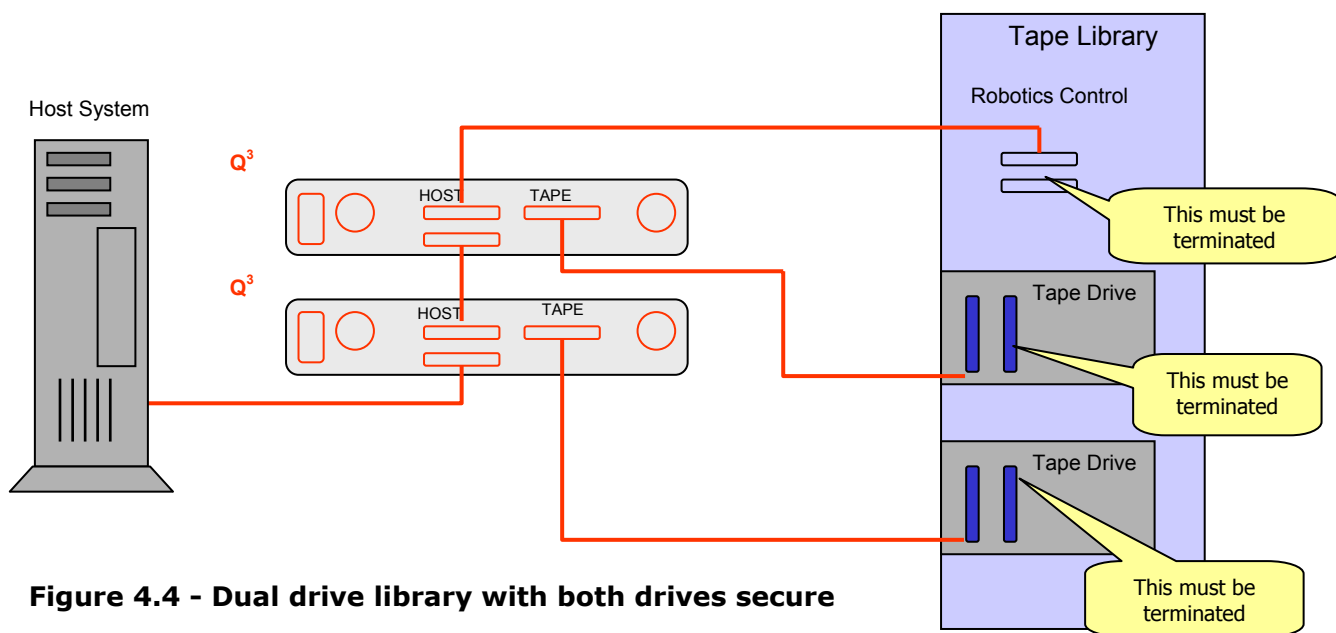 Tape Library
Robotics Control
Host System
Q³
HOST
TAPE
This must be
terminated
Q³
HOST
TAPE
Tape Drive
This must be
terminated
Tape Drive
This must be
terminated
Figure 4.4 - Dual drive library with both drives secure